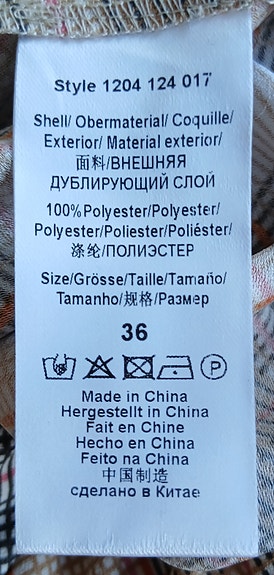 Style 1204 124 017
Shell/ Obermaterial/ Coquille/
Exterior/ Material exterior/
面料/ВНЕШНЯЯ
ДУБЛИРУЮЩИЙ СЛОЙ
100%Polyester/Polyester/
Polyester/Poliester/Poliéster/
涤纶/ПОЛИЭСТЕР
Size/Grösse/Taille/Tamaño/
Tamanho/规格/Размер
36
P
Made in China
Hergestellt in China
Fait en Chine
Hecho en China
Feito na China
中国制造
сделано в Китае